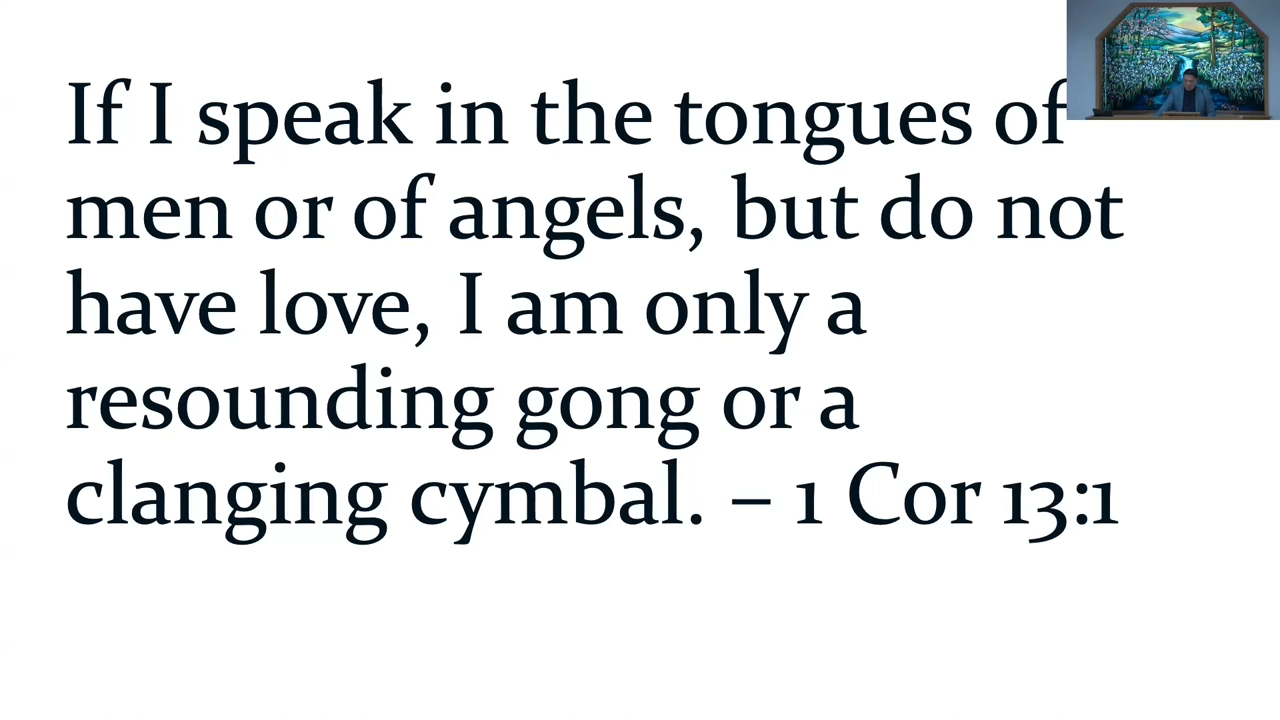 If I speak in the tongues of
men or of angels, but do not
have love, I am only a
resounding gong or a
clanging cymbal. – 1 Cor 13:1